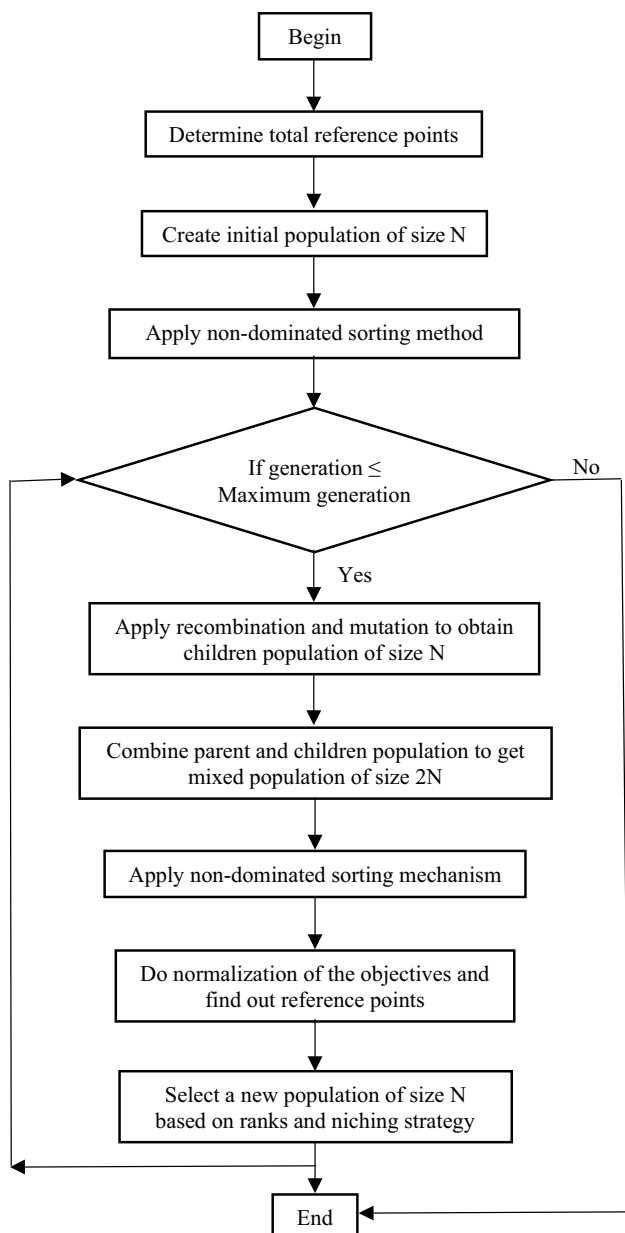 Begin
Determine total reference points
Create initial population of size N
Apply non-dominated sorting method
If generation ≤
Maximum generation
No
Yes
Apply recombination and mutation to obtain
children population of size N
Combine parent and children population to get
mixed population of size 2N
Apply non-dominated sorting mechanism
Do normalization of the objectives and
find out reference points
Select a new population of size N
based on ranks and niching strategy
End